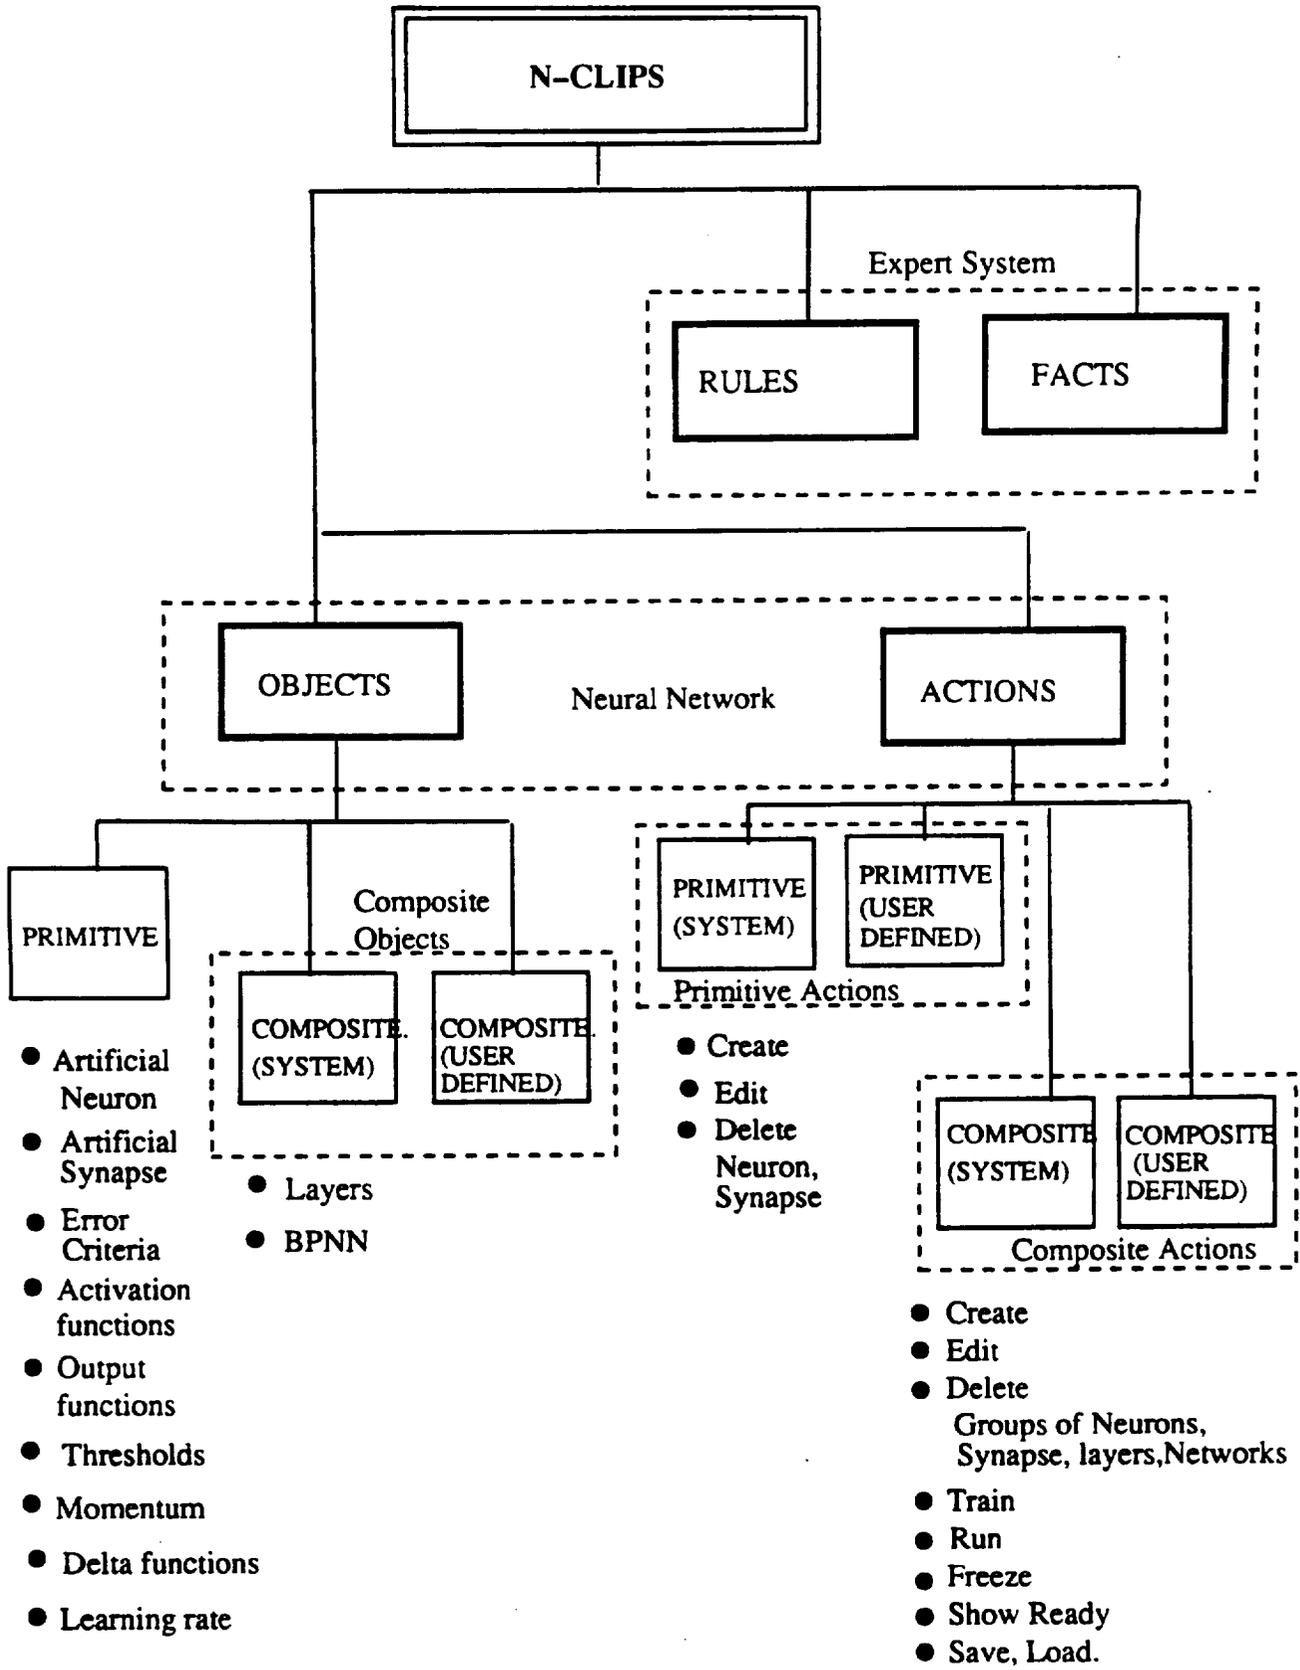 N-CLIPS
Expert System
RULES
FACTS
OBJECTS
Neural Network
ACTIONS
PRIMITIVE
Composite
Objects
COMPOSITE.
(SYSTEM)
COMPOSITE.
(USER
DEFINED)
PRIMITIVE
(SYSTEM)
PRIMITIVE
(USER
DEFINED)
Primitive Actions
● Artificial
Neuron
● Artificial
Synapse
● Error
Criteria
● Activation
functions
● Output
functions
● Thresholds
● Momentum
● Delta functions
● Learning rate
● Layers
● BPNN
● Create
● Edit
● Delete
Neuron,
Synapse
COMPOSITE
(SYSTEM)
COMPOSITE
(USER
DEFINED)
Composite Actions
● Create
● Edit
● Delete
Groups of Neurons,
Synapse, layers,Networks
● Train
● Run
● Freeze
● Show Ready
● Save, Load.